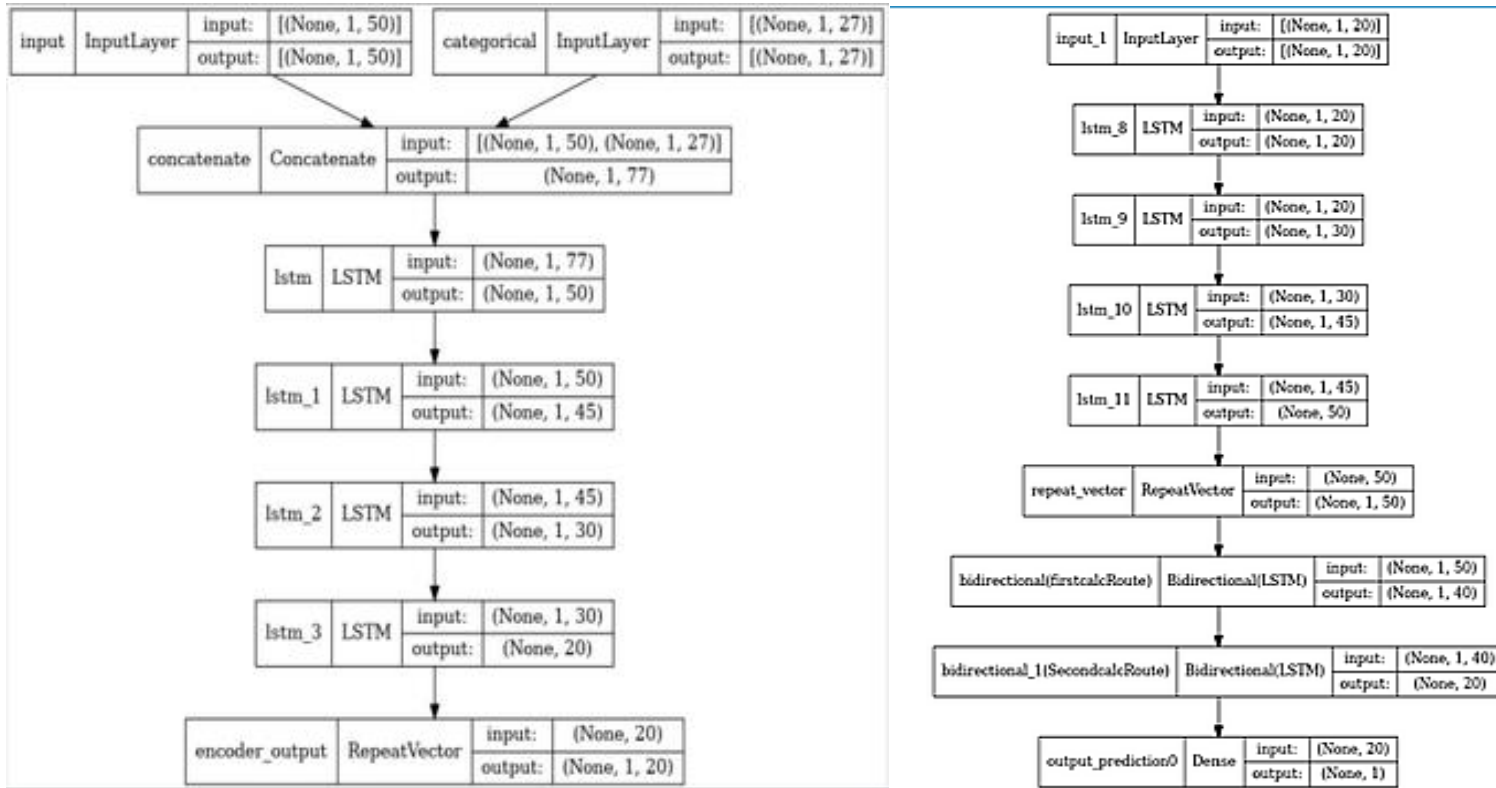 input InputLayer input: [(None, 1, 50)]
output: [(None, 1, 50)]
categorical InputLayer input: [(None, 1, 27)]
output: [(None, 1, 27)]
concatenate Concatenate input: [(None, 1, 50), (None, 1, 27)]
output: (None, 1, 77)
lstm LSTM input: (None, 1, 77)
output: (None, 1, 50)
lstm_1 LSTM input: (None, 1, 50)
output: (None, 1, 45)
lstm_2 LSTM input: (None, 1, 45)
output: (None, 1, 30)
lstm_3 LSTM input: (None, 1, 30)
output: (None, 20)
encoder_output RepeatVector input: (None, 20)
output: (None, 1, 20)
input_1 InputLayer input: [(None, 1, 20)]
output: [(None, 1, 20)]
lstm_8 LSTM input: (None, 1, 20)
output: (None, 1, 20)
lstm_9 LSTM input: (None, 1, 20)
output: (None, 1, 30)
lstm_10 LSTM input: (None, 1, 30)
output: (None, 1, 45)
lstm_11 LSTM input: (None, 1, 45)
output: (None, 50)
repeat_vector RepeatVector input: (None, 50)
output: (None, 1, 50)
bidirectional(firstcalcRoute) Bidirectional(LSTM) input: (None, 1, 50)
output: (None, 1, 40)
bidirectional_1(SecondcalcRoute) Bidirectional(LSTM) input: (None, 1, 40)
output: (None, 20)
output_prediction0 Dense input: (None, 20)
output: (None, 1)